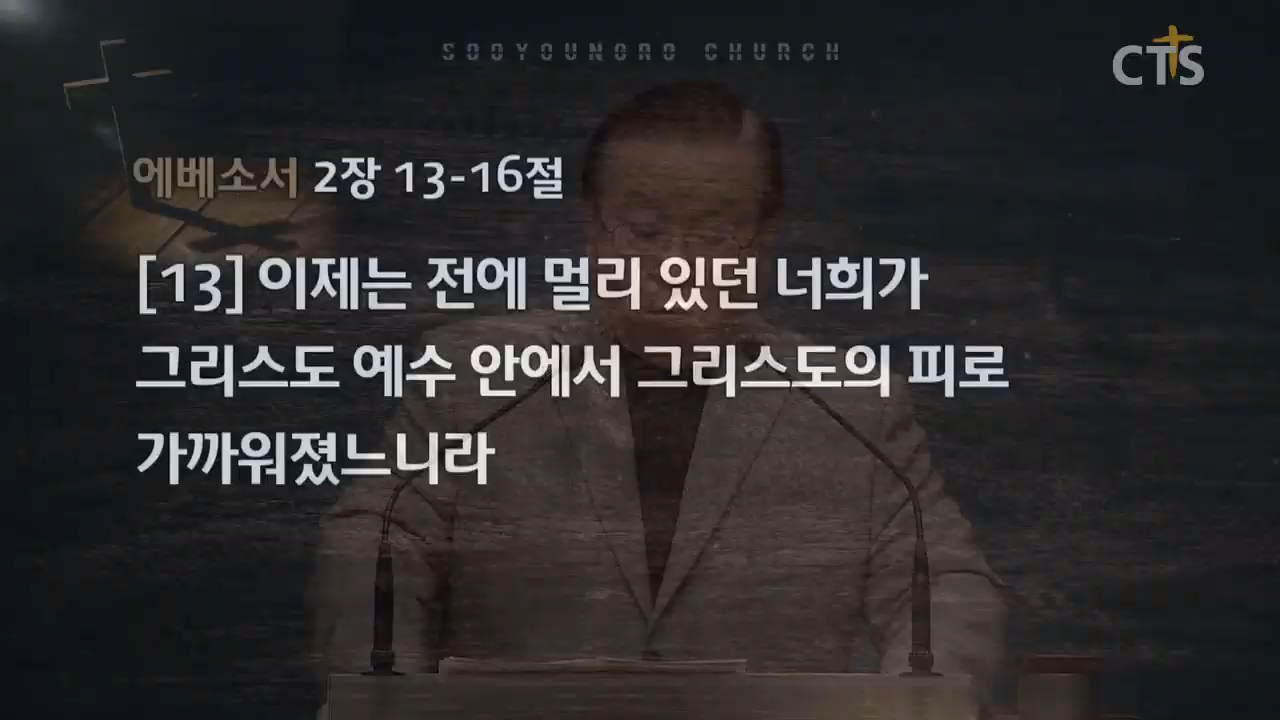 SOOYOUNGRO CHURCH
CTS
에베소서 2장 13-16절
[13] 이제는 전에 멀리 있던 너희가
그리스도 예수 안에서 그리스도의 피로
가까워졌느니라